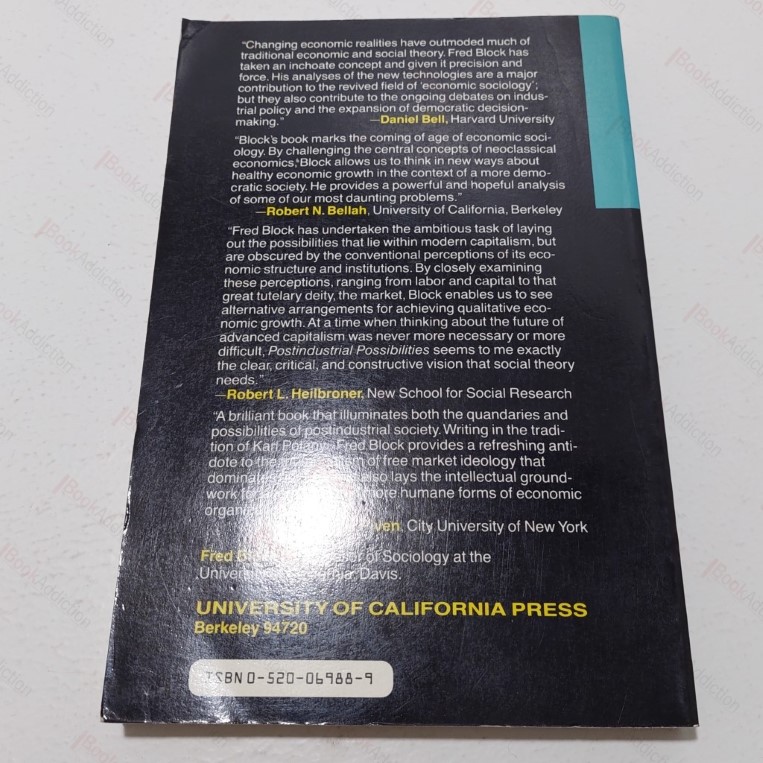 "Changing economic realities have outmoded much of
traditional economic and social theory. Fred Block has
taken an inchoate concept and given it precision and
force. His analyses of the new technologies are a major
contribution to the revived field of 'economic sociology';
but they also contribute to the ongoing debates on indus-
trial policy and the expansion of democratic decision-
making." —Daniel Bell, Harvard University
"Block's book marks the coming of age of economic soci-
ology. By challenging the central concepts of neoclassical
economics, Block allows us to think in new ways about
healthy economic growth in the context of a more demo-
cratic society. He provides a powerful and hopeful analysis
of some of our most daunting problems."
—Robert N. Bellah, University of California, Berkeley
"Fred Block has undertaken the ambitious task of laying
out the possibilities that lie within modern capitalism, but
are obscured by the conventional perceptions of its eco-
nomic structure and institutions. By closely examining
these perceptions, ranging from labor and capital to that
great tutelary deity, the market, Block enables us to see
alternative arrangements for achieving qualitative eco-
nomic growth. At a time when thinking about the future of
advanced capitalism was never more necessary or more
difficult, Postindustrial Possibilities seems to me exactly
the clear, critical, and constructive vision that social theory
needs."
—Robert L. Heilbroner, New School for Social Research
"A brilliant book that illuminates both the quandaries and
possibilities of postindustrial society. Writing in the tradi-
tion of Karl Polanyi, Fred Block provides a refreshing anti-
dote to the of free market ideology that
also lays the intellectual ground-
work for more humane forms of economic
City University of New York
Fred of Sociology at the
Davis.
UNIVERSITY OF CALIFORNIA PRESS
Berkeley 94720
ISBN 0-520-06988-9
BookAddiction